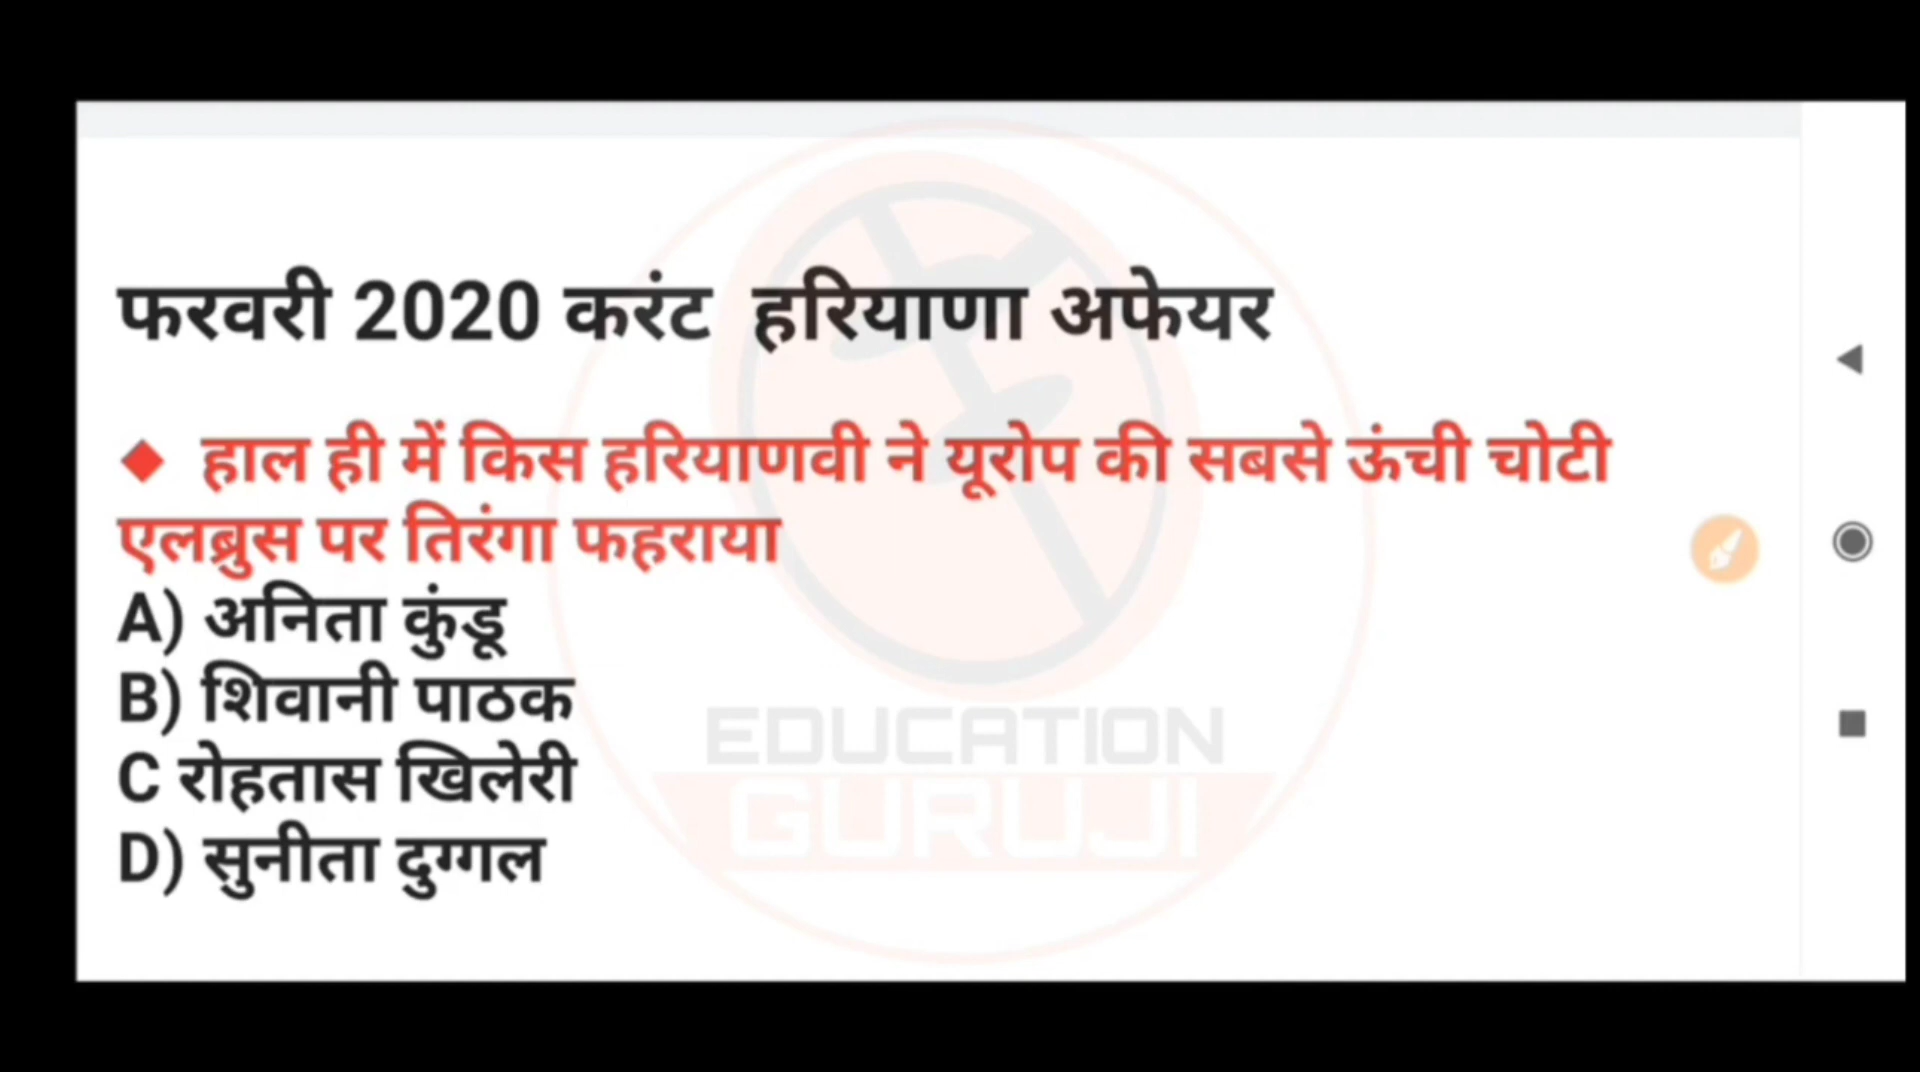 फरवरी 2020 करंट हरियाणा अफेयर
◆ हाल ही में किस हरियाणवी ने यूरोप की सबसे ऊंची चोटी
एलब्रुस पर तिरंगा फहराया
A) अनिता कुंडू
B) शिवानी पाठक
C रोहतास खिलेरी
D) सुनीता दुग्गल
EDUCATION
GURUJI